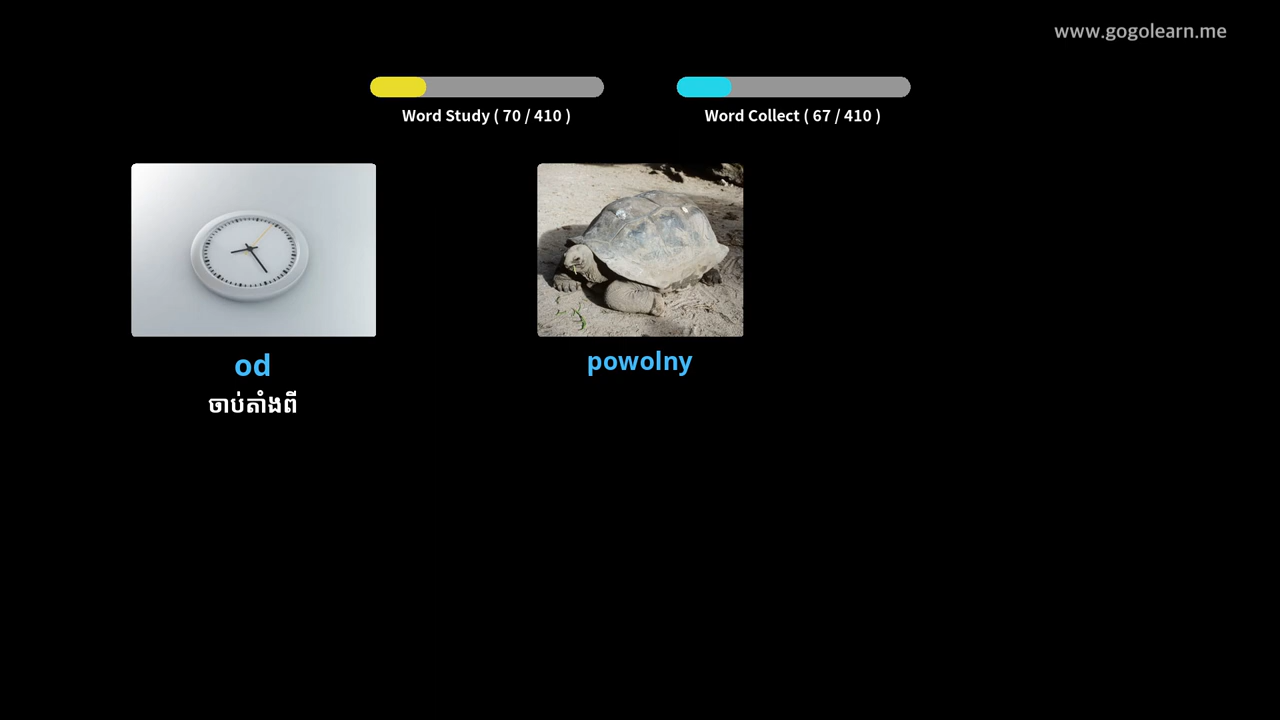 www.gogolearn.me
Word Study ( 70 / 410 )
Word Collect ( 67 / 410 )
od
ចាប់តាំងពី
powolny